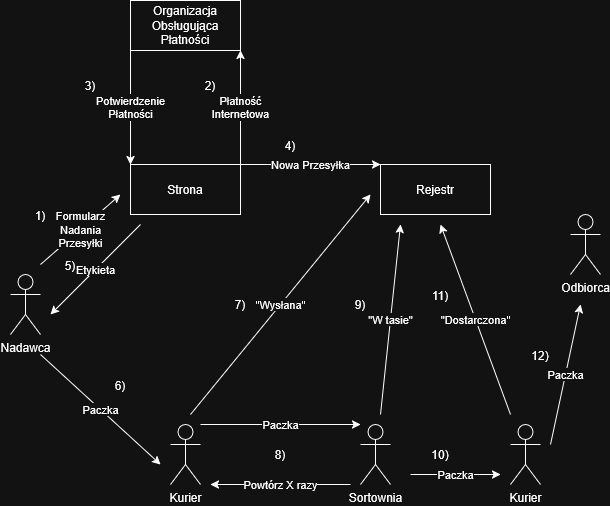 Organizacja
Obsługująca
Płatności
3)
2)
Potwierdzenie
Płatności
Płatność
Internetowa
4)
Nowa Przesyłka
Strona
Rejestr
1)
Formularz
Nadania
Przesyłki
5)
Etykieta
Nadawca
Odbiorca
7)
"Wysłana"
9)
"W tasie"
11)
"Dostarczona"
12)
Paczka
6)
Paczka
Paczka
8)
Powtórz X razy
10)
Paczka
Kurier
Sortownia
Kurier